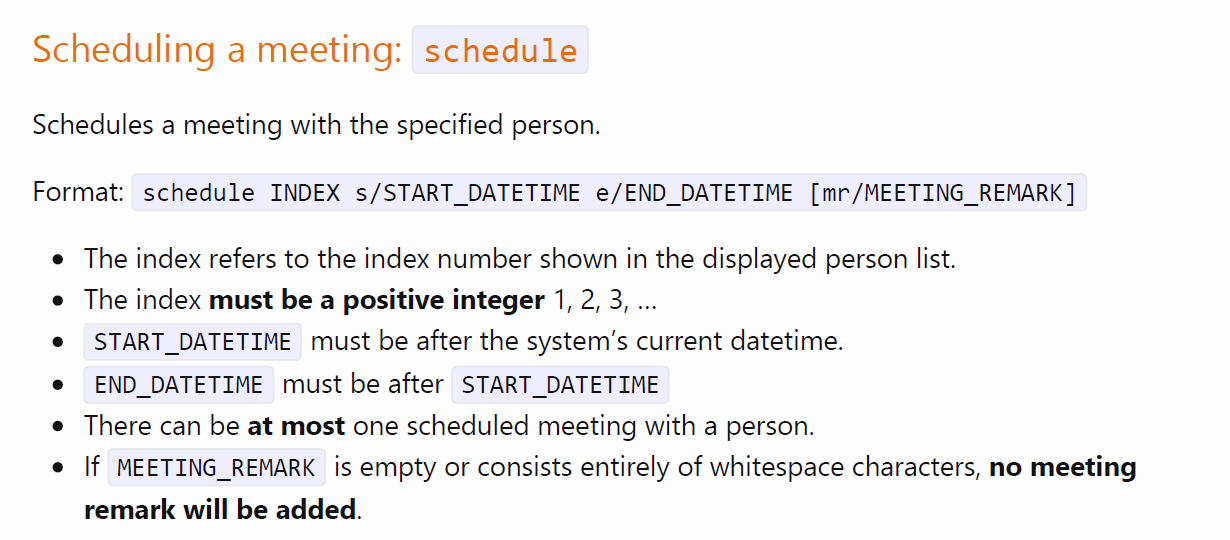 Scheduling a meeting: schedule
Schedules a meeting with the specified person.
Format: schedule INDEX s/START_DATETIME e/END_DATETIME [mr/MEETING_REMARK]
• The index refers to the index number shown in the displayed person list.
• The index must be a positive integer 1, 2, 3, …
• START_DATETIME must be after the system’s current datetime.
• END_DATETIME must be after START_DATETIME
• There can be at most one scheduled meeting with a person.
• If MEETING_REMARK is empty or consists entirely of whitespace characters, no meeting
remark will be added.